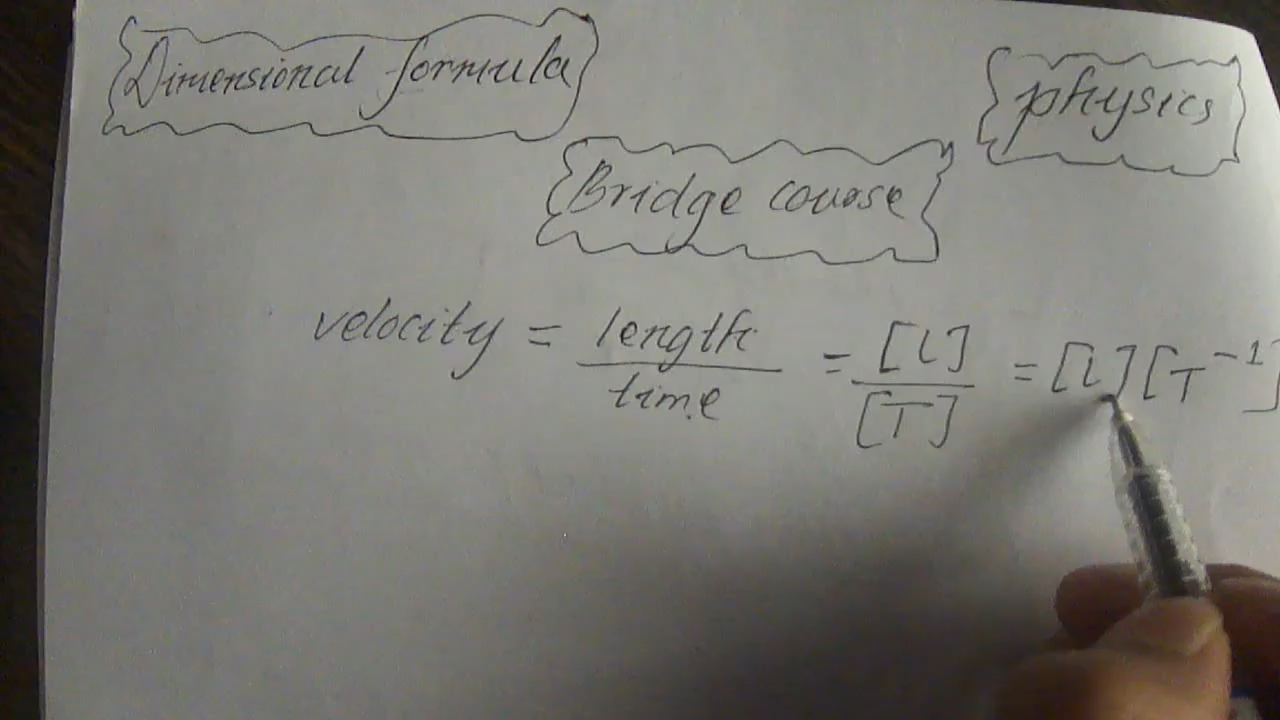 Dimensional formula
physics
Bridge course
velocity = length / time = [L] / [T] = [L] [T⁻¹]